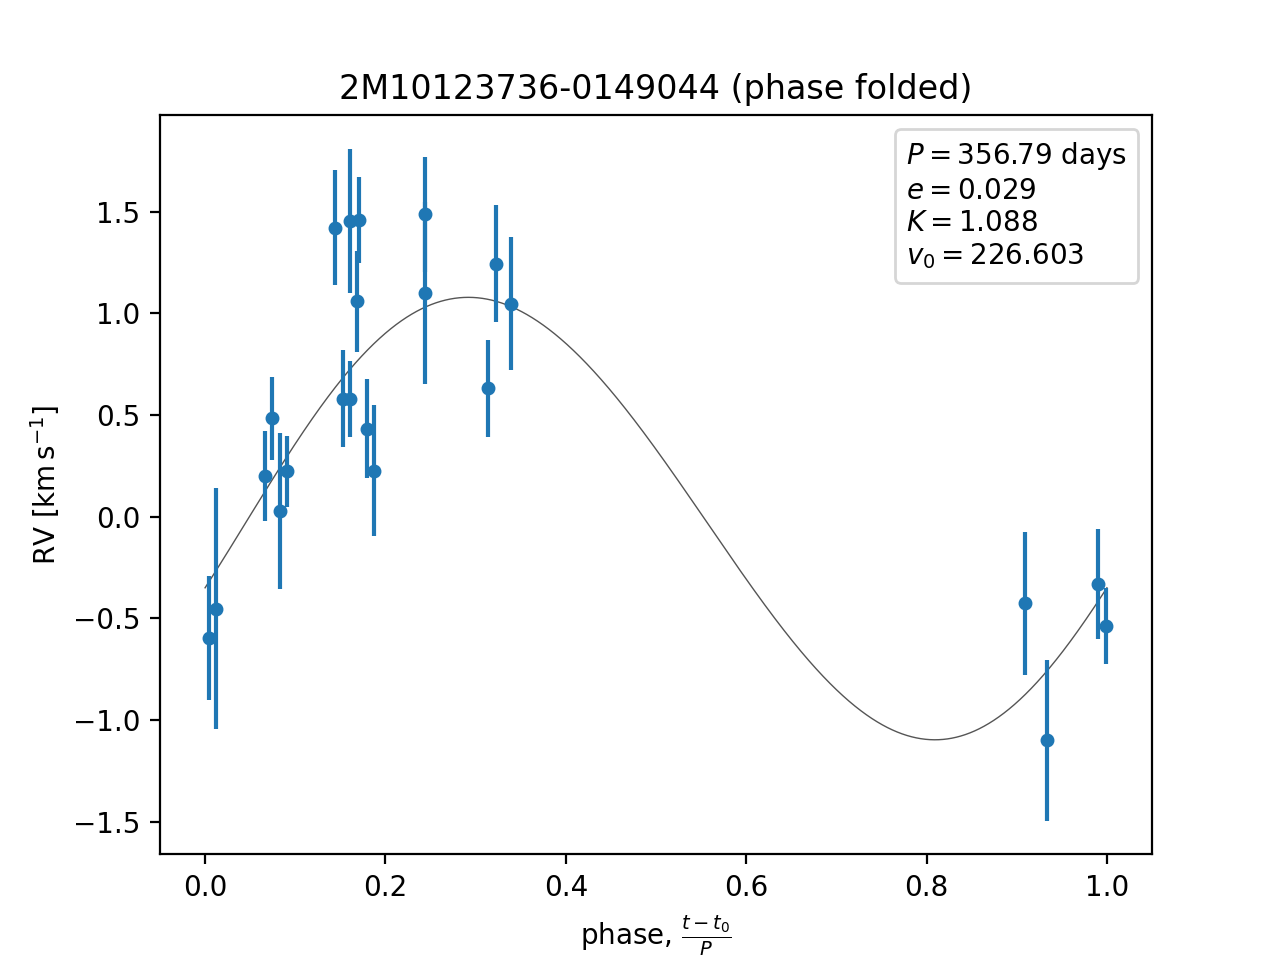 2M10123736-0149044 (phase folded)
P = 356.79 days
e = 0.029
K = 1.088
v₀ = 226.603
RV [km s⁻¹]
1.5
1.0
0.5
0.0
−0.5
−1.0
−1.5
0.0 0.2 0.4 0.6 0.8 1.0
phase, (t − t₀)/P